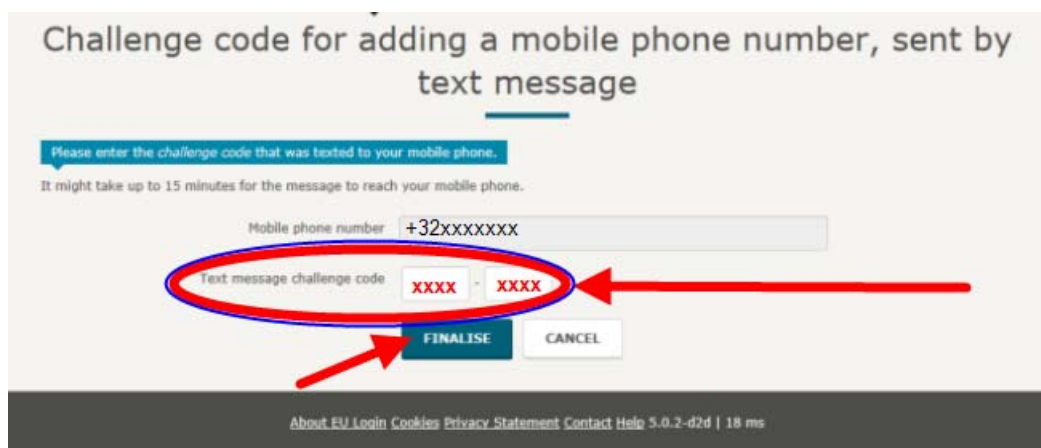 Challenge code for adding a mobile phone number, sent by
text message
Please enter the challenge code that was texted to your mobile phone.
It might take up to 15 minutes for the message to reach your mobile phone.
Mobile phone number +32xxxxxxx
Text message challenge code xxxx - xxxx
FINALISE CANCEL
About EU Login Cookies Privacy Statement Contact Help 5.0.2-d2d | 18 ms